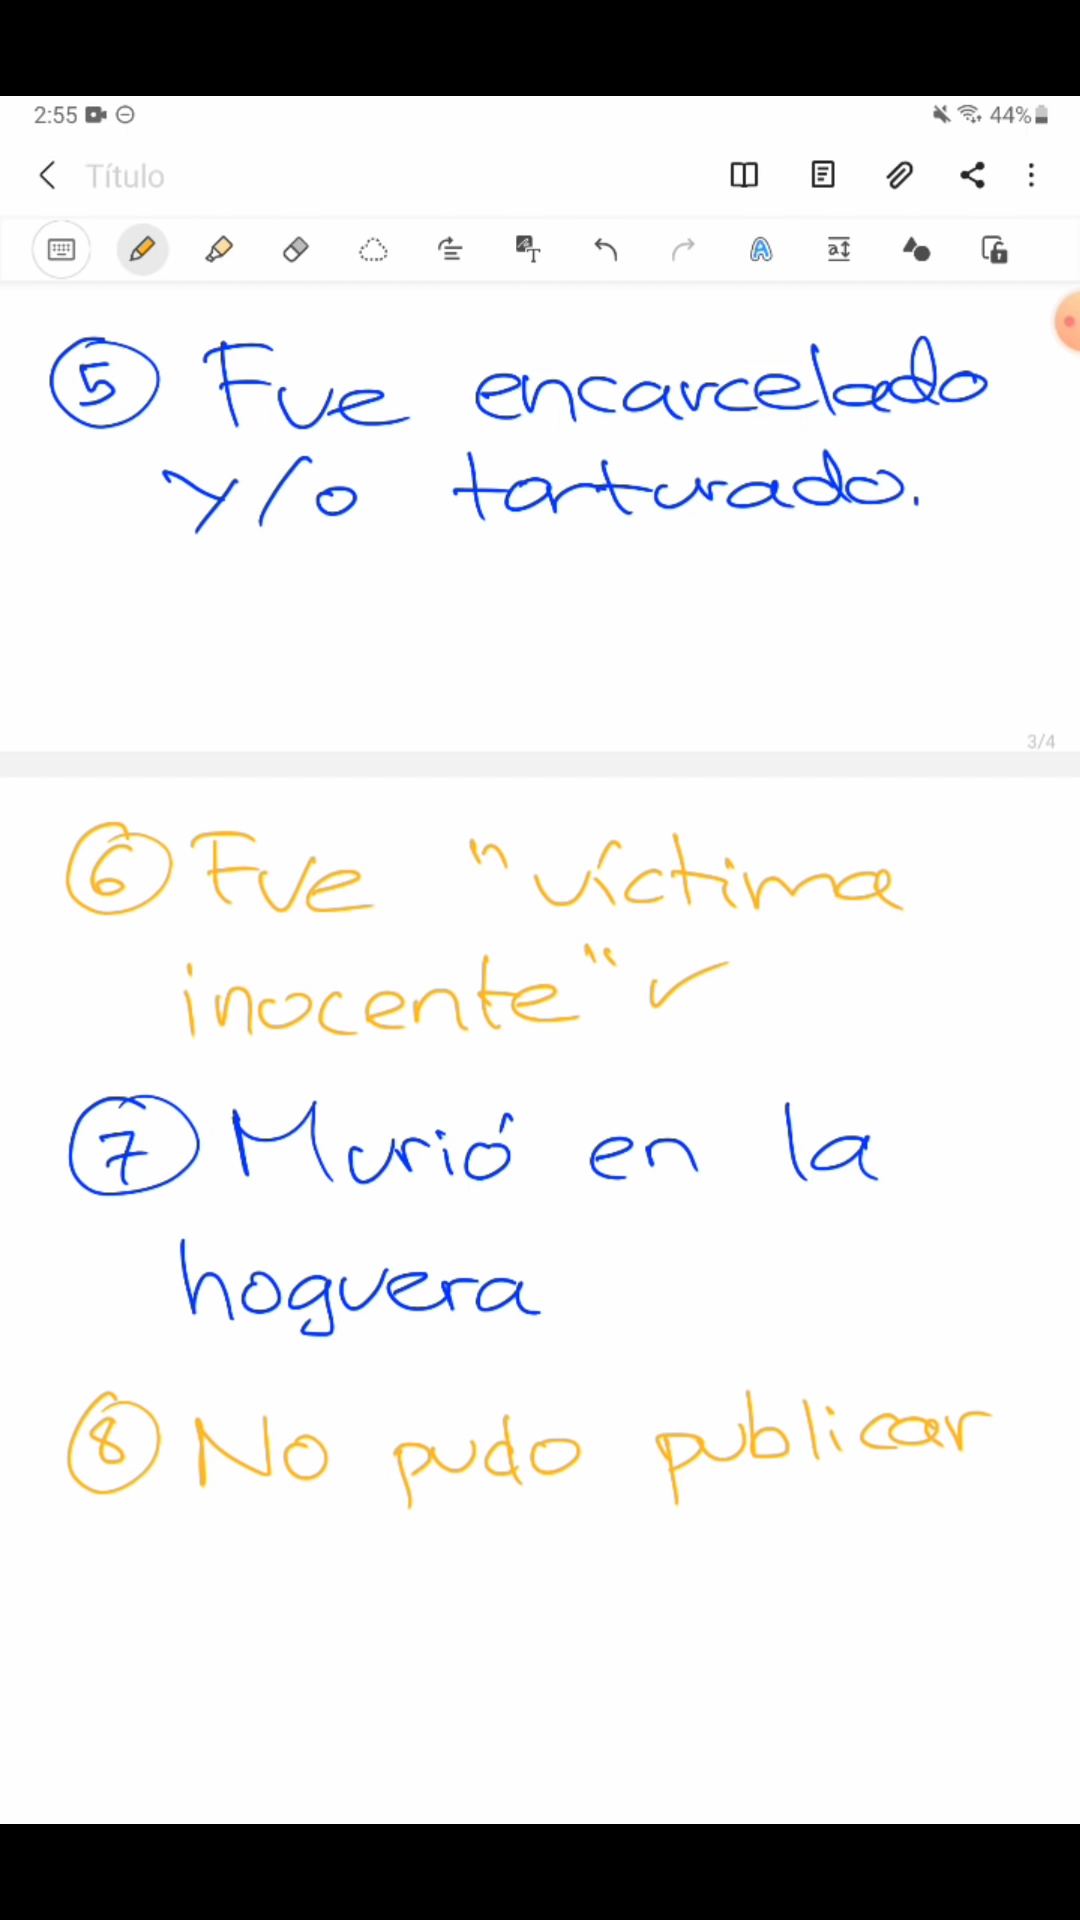 2:55
44%
Título
⑤ Fue encarcelado
y/o torturado.
3/4
⑥ Fue "víctima
inocente" ✓
⑦ Murió en la
hoguera
⑧ No pudo publicar